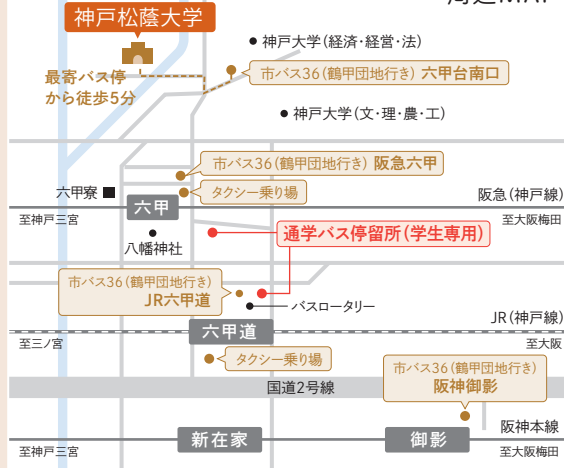 周辺MAP
神戸松蔭大学
神戸大学(経済・経営・法)
最寄バス停
から徒歩5分
市バス36(鶴甲団地行き) 六甲台南口
神戸大学(文・理・農・工)
市バス36(鶴甲団地行き) 阪急六甲
六甲寮
タクシー乗り場
阪急(神戸線)
六甲
至神戸三宮
至大阪梅田
八幡神社
通学バス停留所(学生専用)
市バス36(鶴甲団地行き)
JR六甲道
バスロータリー
JR(神戸線)
六甲道
至三ノ宮
至大阪
タクシー乗り場
市バス36(鶴甲団地行き)
阪神御影
国道2号線
阪神本線
新在家
御影
至神戸三宮
至大阪梅田